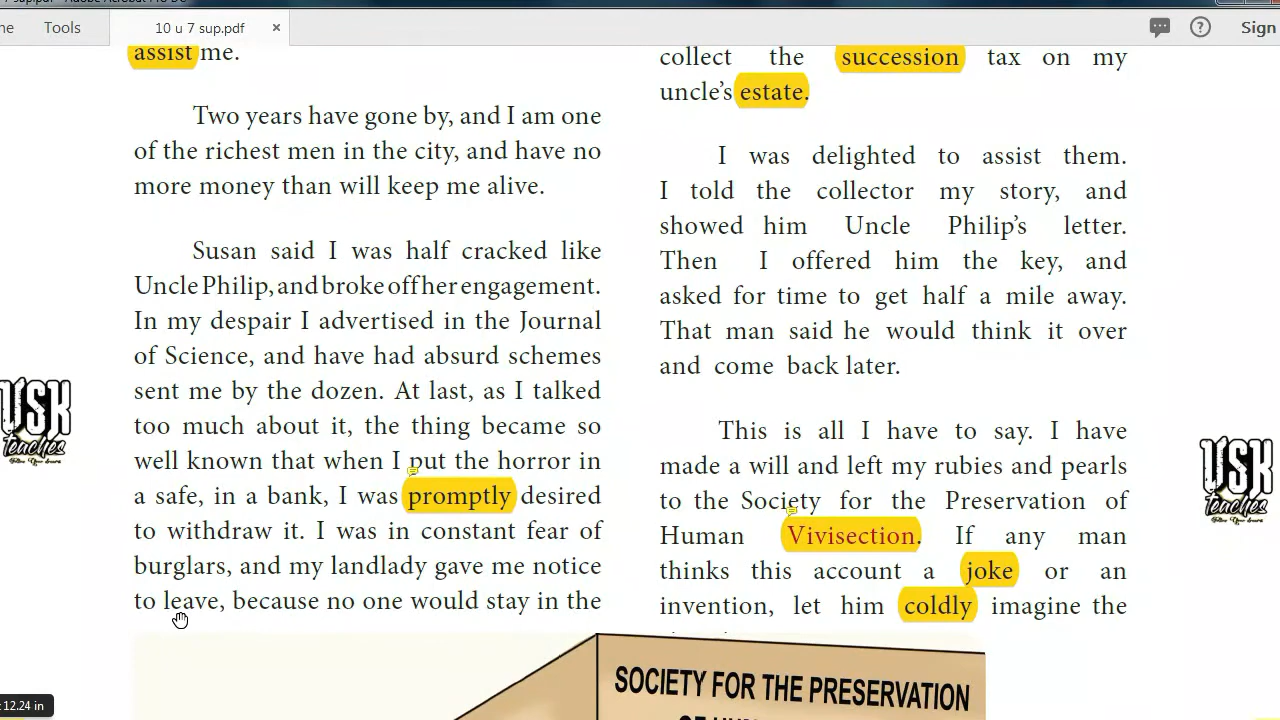 Tools
10 u 7 sup.pdf
×
Sign
assist me.
Two years have gone by, and I am one
of the richest men in the city, and have no
more money than will keep me alive.
Susan said I was half cracked like
Uncle Philip, and broke off her engagement.
In my despair I advertised in the Journal
of Science, and have had absurd schemes
sent me by the dozen. At last, as I talked
too much about it, the thing became so
well known that when I put the horror in
a safe, in a bank, I was promptly desired
to withdraw it. I was in constant fear of
burglars, and my landlady gave me notice
to leave, because no one would stay in the
collect the succession tax on my
uncle's estate.
I was delighted to assist them.
I told the collector my story, and
showed him Uncle Philip's letter.
Then I offered him the key, and
asked for time to get half a mile away.
That man said he would think it over
and come back later.
This is all I have to say. I have
made a will and left my rubies and pearls
to the Society for the Preservation of
Human Vivisection. If any man
thinks this account a joke or an
invention, let him coldly imagine the
SOCIETY FOR THE PRESERVATION
VSK
teaches
VSK
teaches
12.24 in